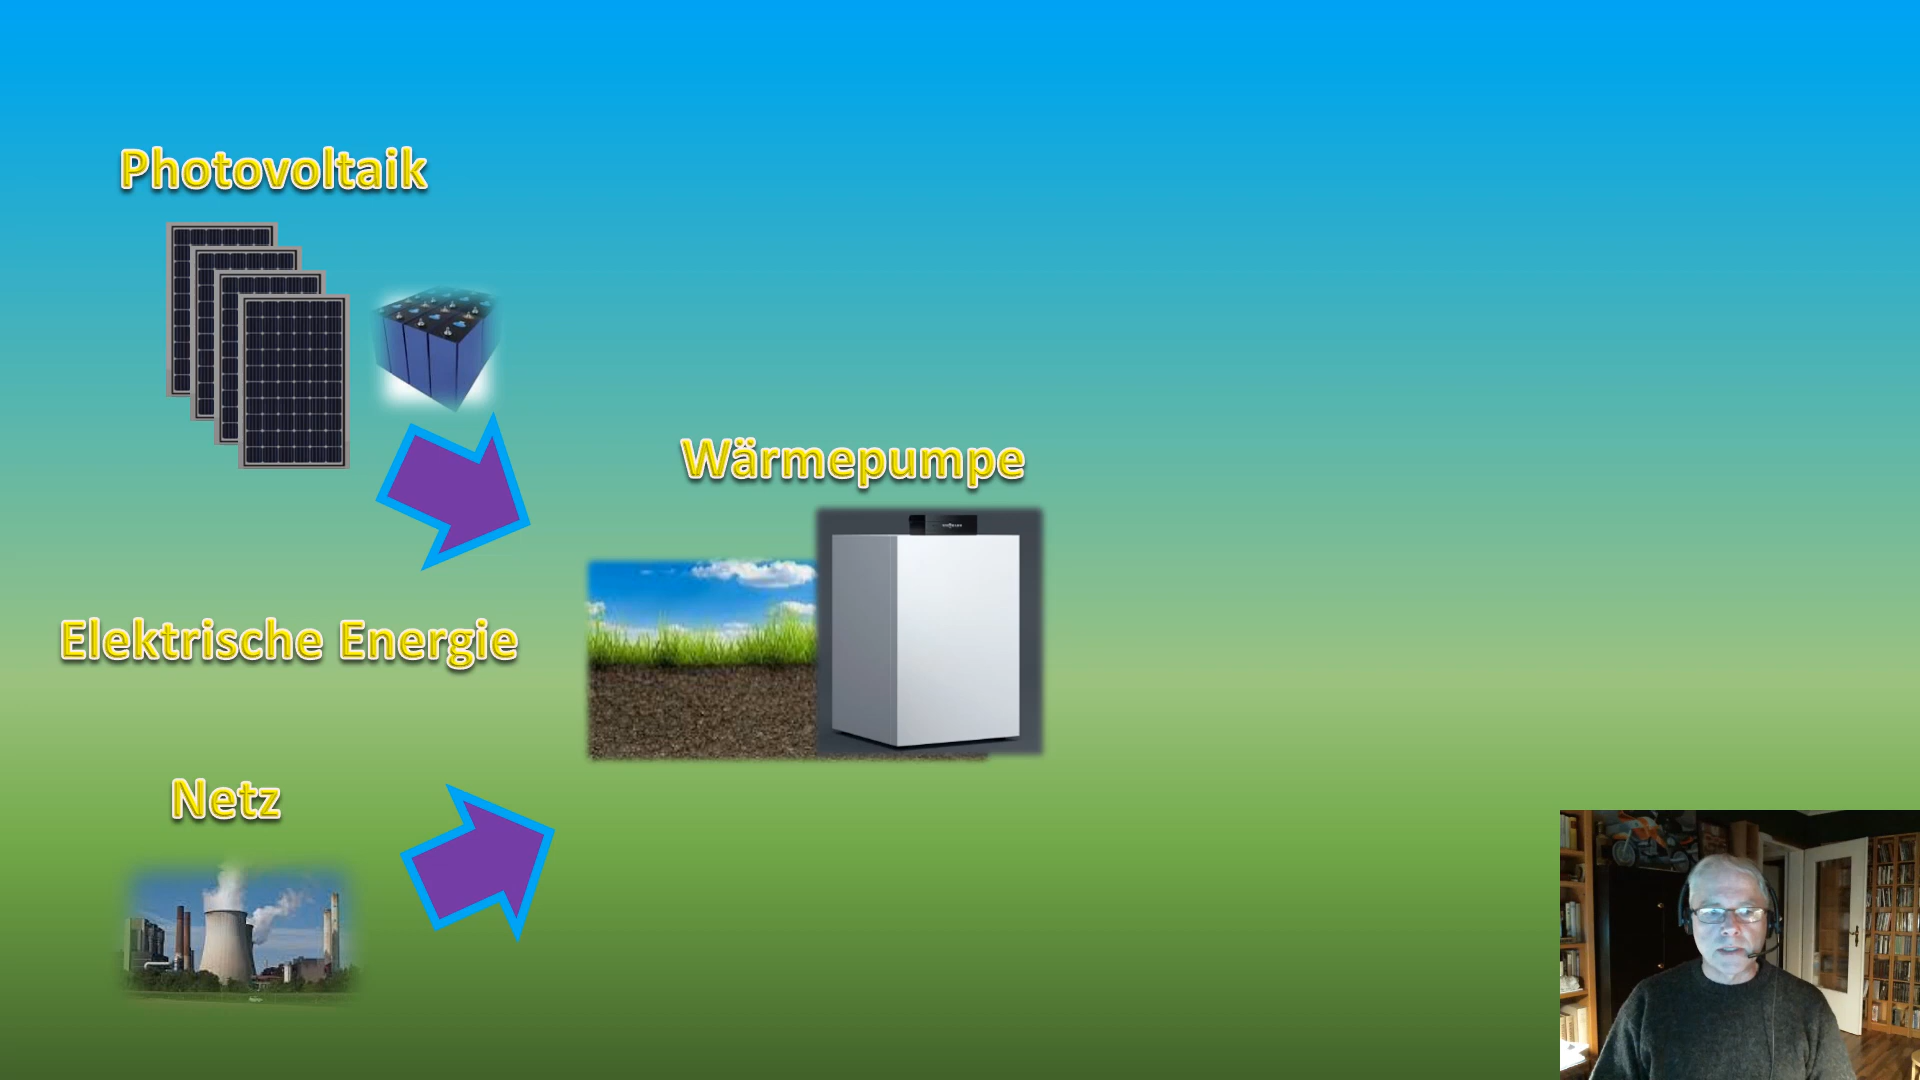 Photovoltaik
Wärmepumpe
Elektrische Energie
Netz